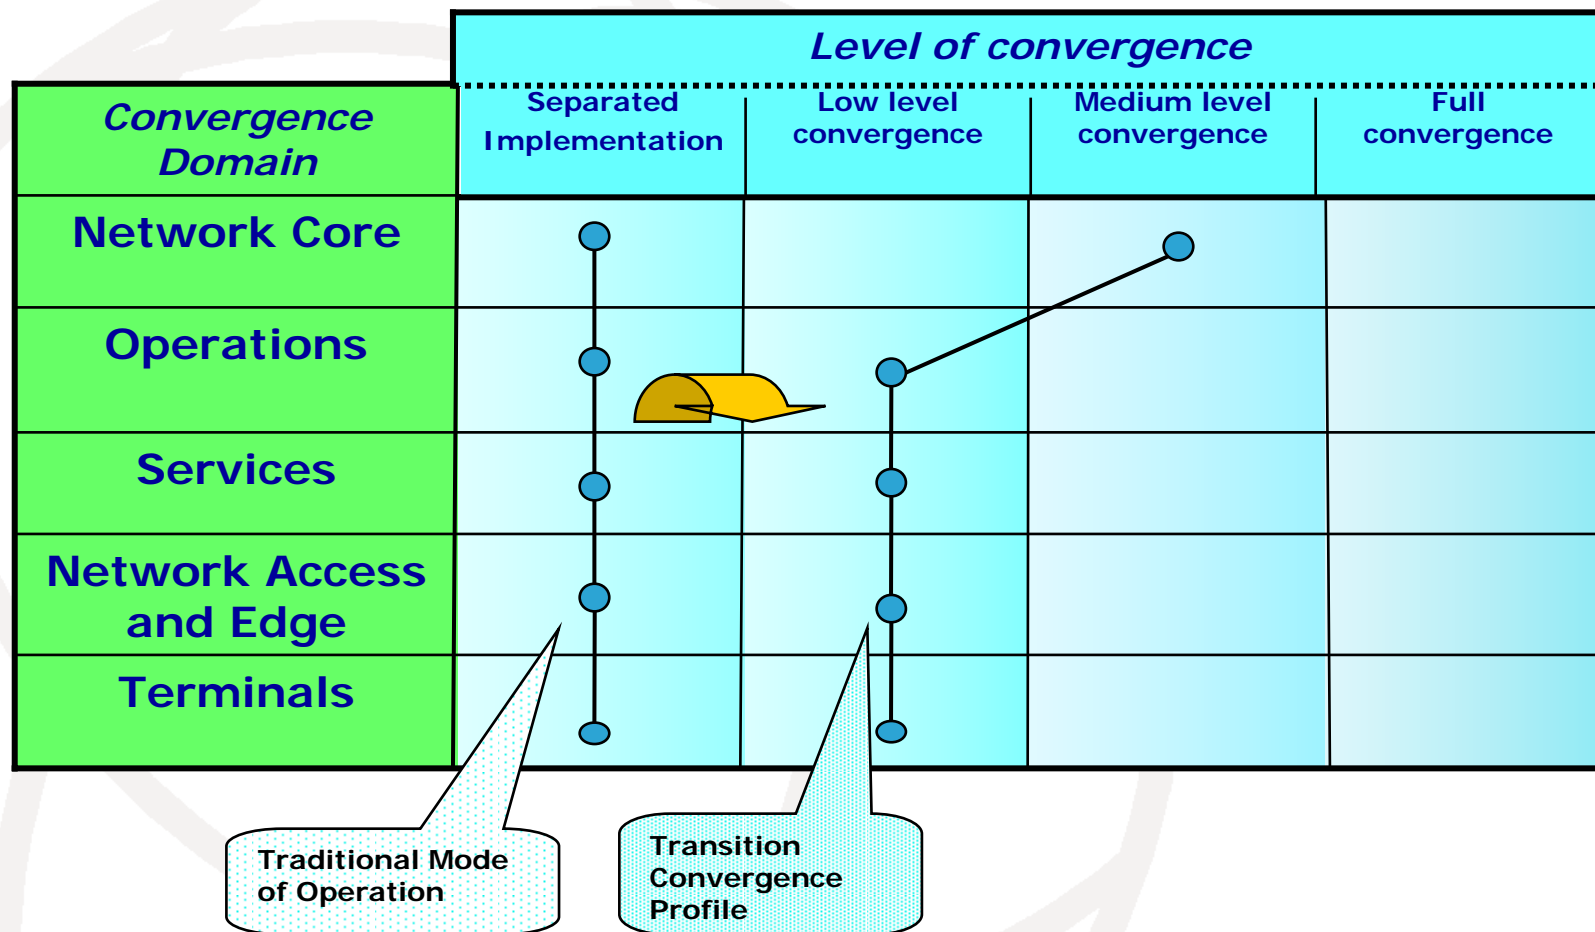 Level of convergence
Convergence
Domain
Separated
Implementation
Low level
convergence
Medium level
convergence
Full
convergence
Network Core
Operations
Services
Network Access
and Edge
Terminals
Traditional Mode
of Operation
Transition
Convergence
Profile